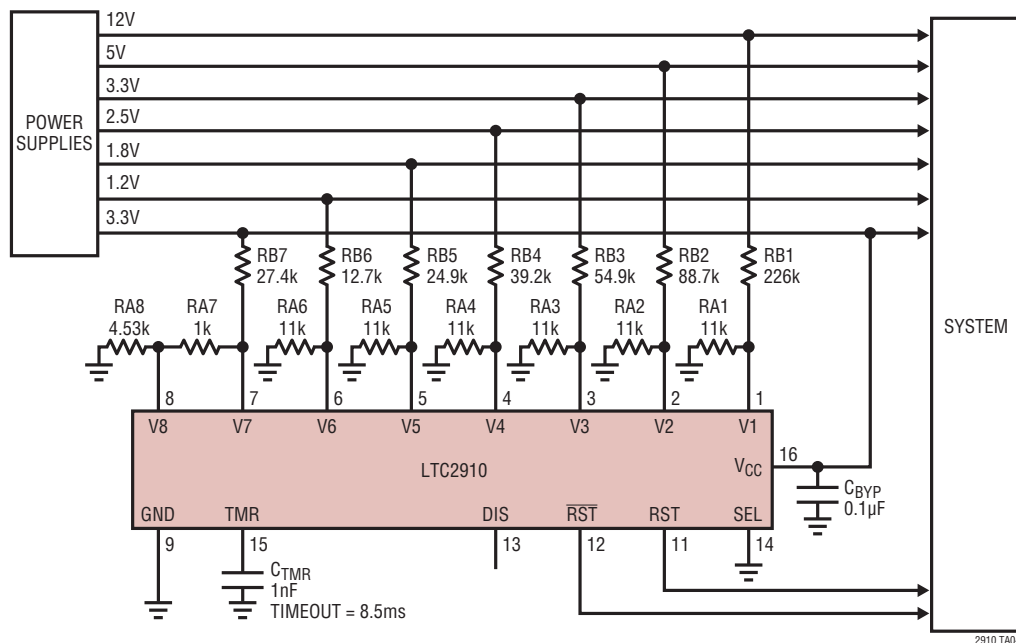 12V
5V
3.3V
2.5V
1.8V
1.2V
3.3V
POWER
SUPPLIES
SYSTEM
RB7
27.4k
RB6
12.7k
RB5
24.9k
RB4
39.2k
RB3
54.9k
RB2
88.7k
RB1
226k
RA8
4.53k
RA7
1k
RA6
11k
RA5
11k
RA4
11k
RA3
11k
RA2
11k
RA1
11k
8 7 6 5 4 3 2 1
V8 V7 V6 V5 V4 V3 V2 V1
LTC2910
VCC
16
CBYP
0.1µF
GND TMR DIS RST RST SEL
9 15 13 12 11 14
CTMR
1nF
TIMEOUT = 8.5ms